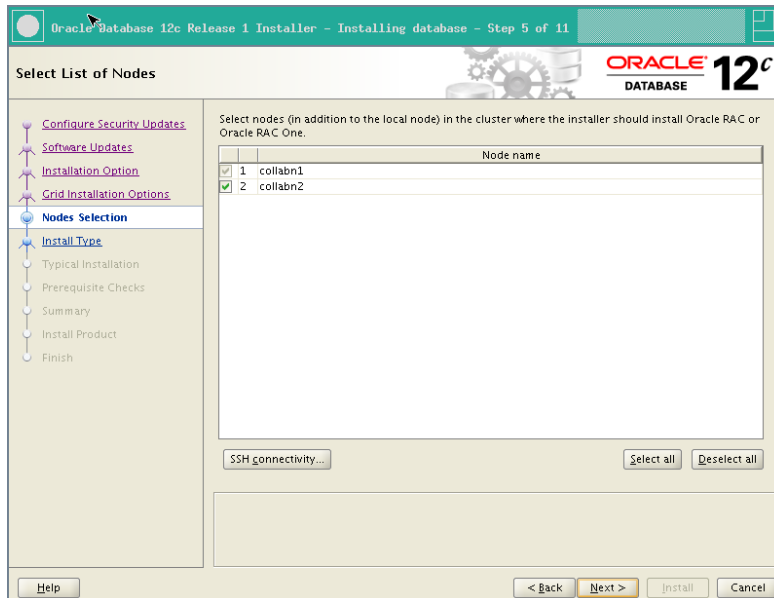 Oracle Database 12c Release 1 Installer - Installing database - Step 5 of 11
Select List of Nodes
ORACLE
DATABASE
12c
Configure Security Updates
Software Updates
Installation Option
Grid Installation Options
Nodes Selection
Install Type
Typical Installation
Prerequisite Checks
Summary
Install Product
Finish
Select nodes (in addition to the local node) in the cluster where the installer should install Oracle RAC or
Oracle RAC One.
Node name
1 collabn1
2 collabn2
SSH connectivity...
Select all
Deselect all
Help
< Back
Next >
Install
Cancel